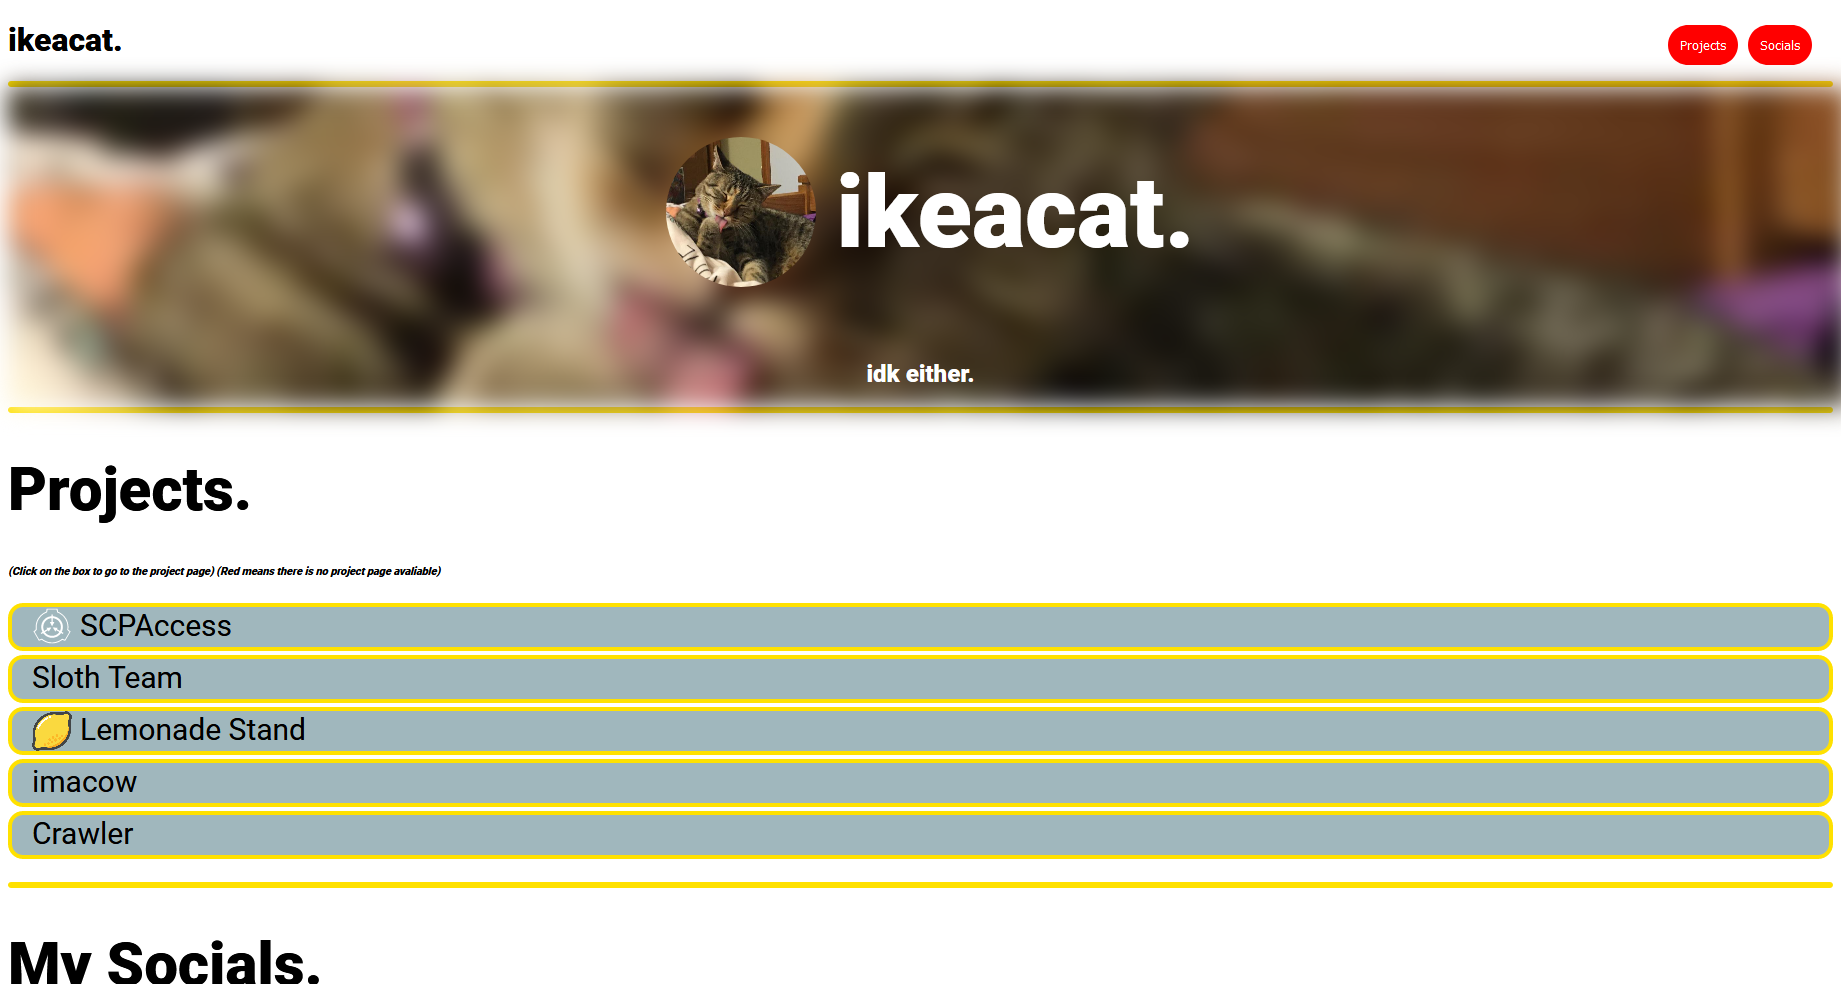 ikeacat.
Projects
Socials
ikeacat.
idk either.
Projects.
(Click on the box to go to the project page) (Red means there is no project page avaliable)
SCPAccess
Sloth Team
Lemonade Stand
imacow
Crawler
My Socials.